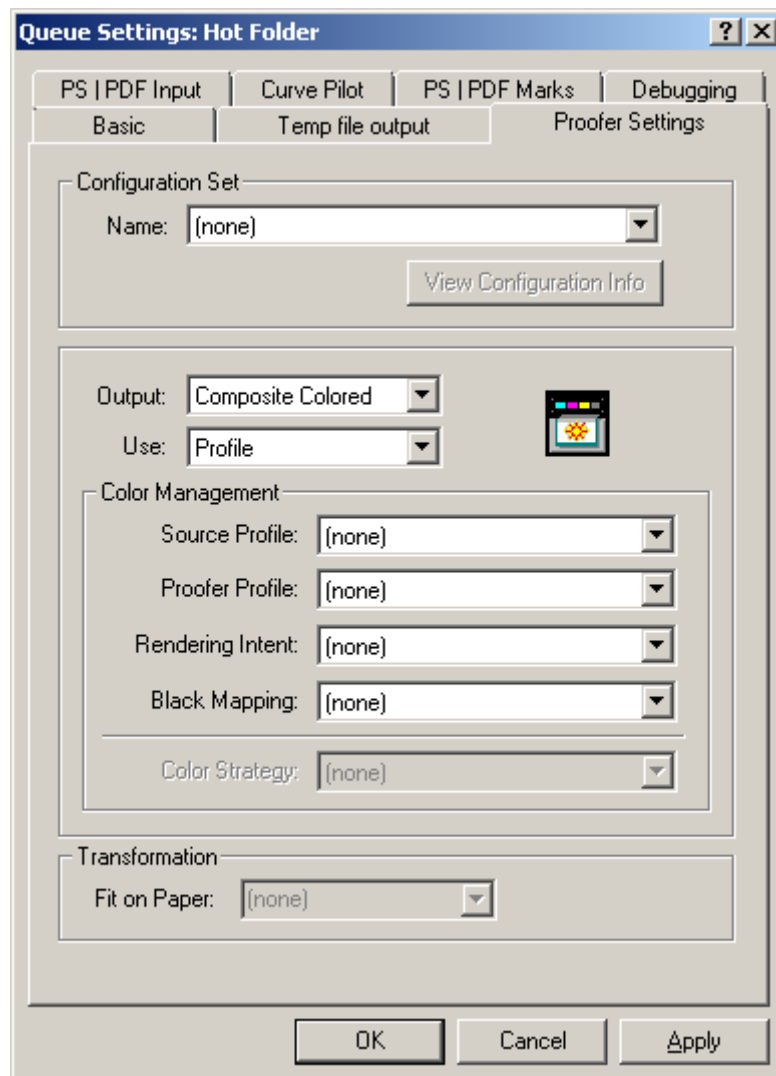 Queue Settings: Hot Folder
PS | PDF Input Curve Pilot PS | PDF Marks Debugging
Basic Temp file output Proofer Settings
Configuration Set
Name: (none)
View Configuration Info
Output: Composite Colored
Use: Profile
Color Management
Source Profile: (none)
Proofer Profile: (none)
Rendering Intent: (none)
Black Mapping: (none)
Color Strategy: (none)
Transformation
Fit on Paper: (none)
OK Cancel Apply